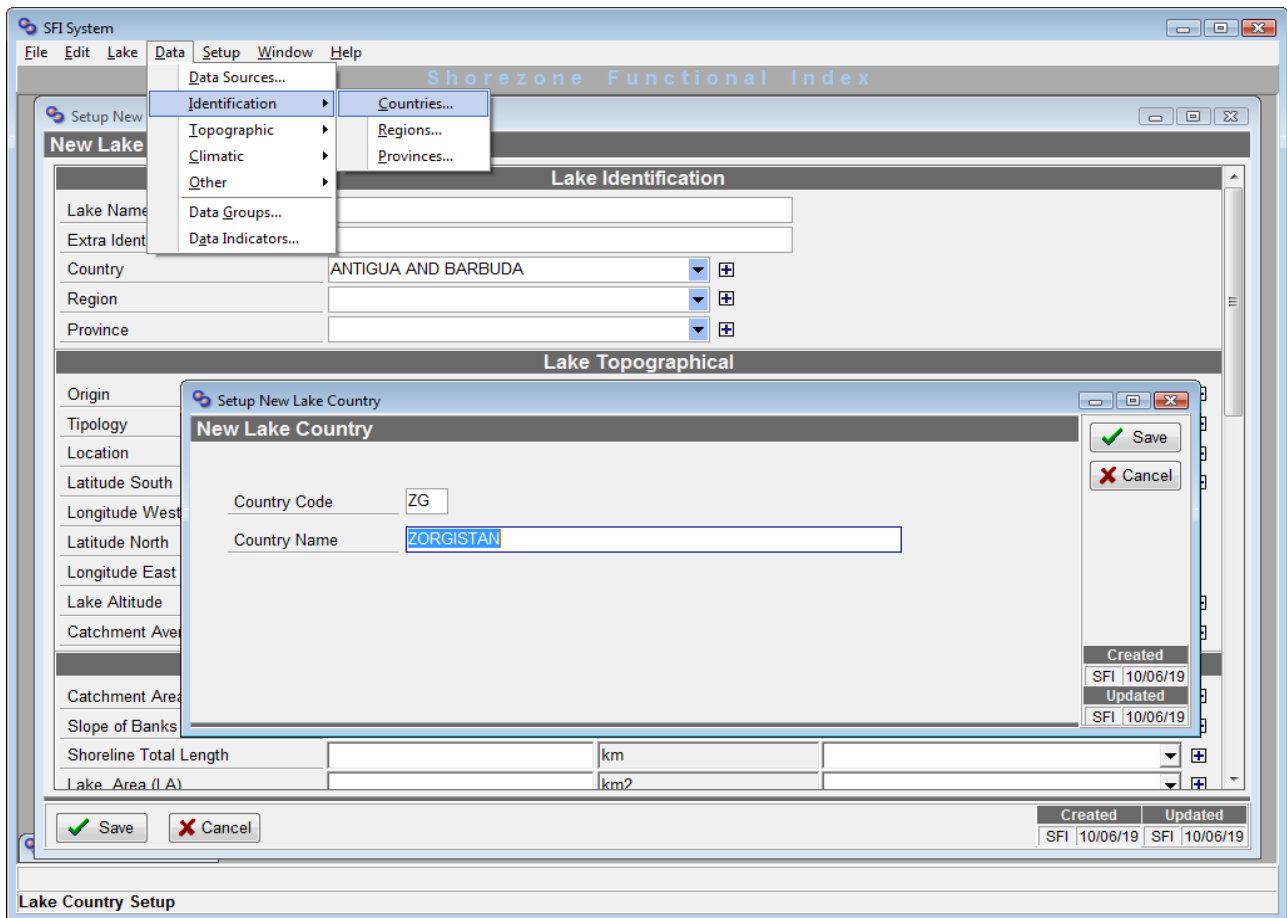 SFI System
File Edit Lake Data Setup Window Help
Shorezone Functional Index
Data Sources...
Identification
Topographic
Climatic
Other
Data Groups...
Data Indicators...
Countries...
Regions...
Provinces...
Setup New
New Lake
Lake Identification
Lake Name
Extra Ident
Country ANTIGUA AND BARBUDA
Region
Province
Lake Topographical
Origin
Tipology
Location
Latitude South
Longitude West
Latitude North
Longitude East
Lake Altitude
Catchment Aver
Setup New Lake Country
New Lake Country
Country Code ZG
Country Name ZORGISTAN
Save
Cancel
Created
SFI 10/06/19
Updated
SFI 10/06/19
Catchment Area
Slope of Banks
Shoreline Total Length km
Lake Area (LA) km2
Save Cancel
Created Updated
SFI 10/06/19 SFI 10/06/19
Lake Country Setup